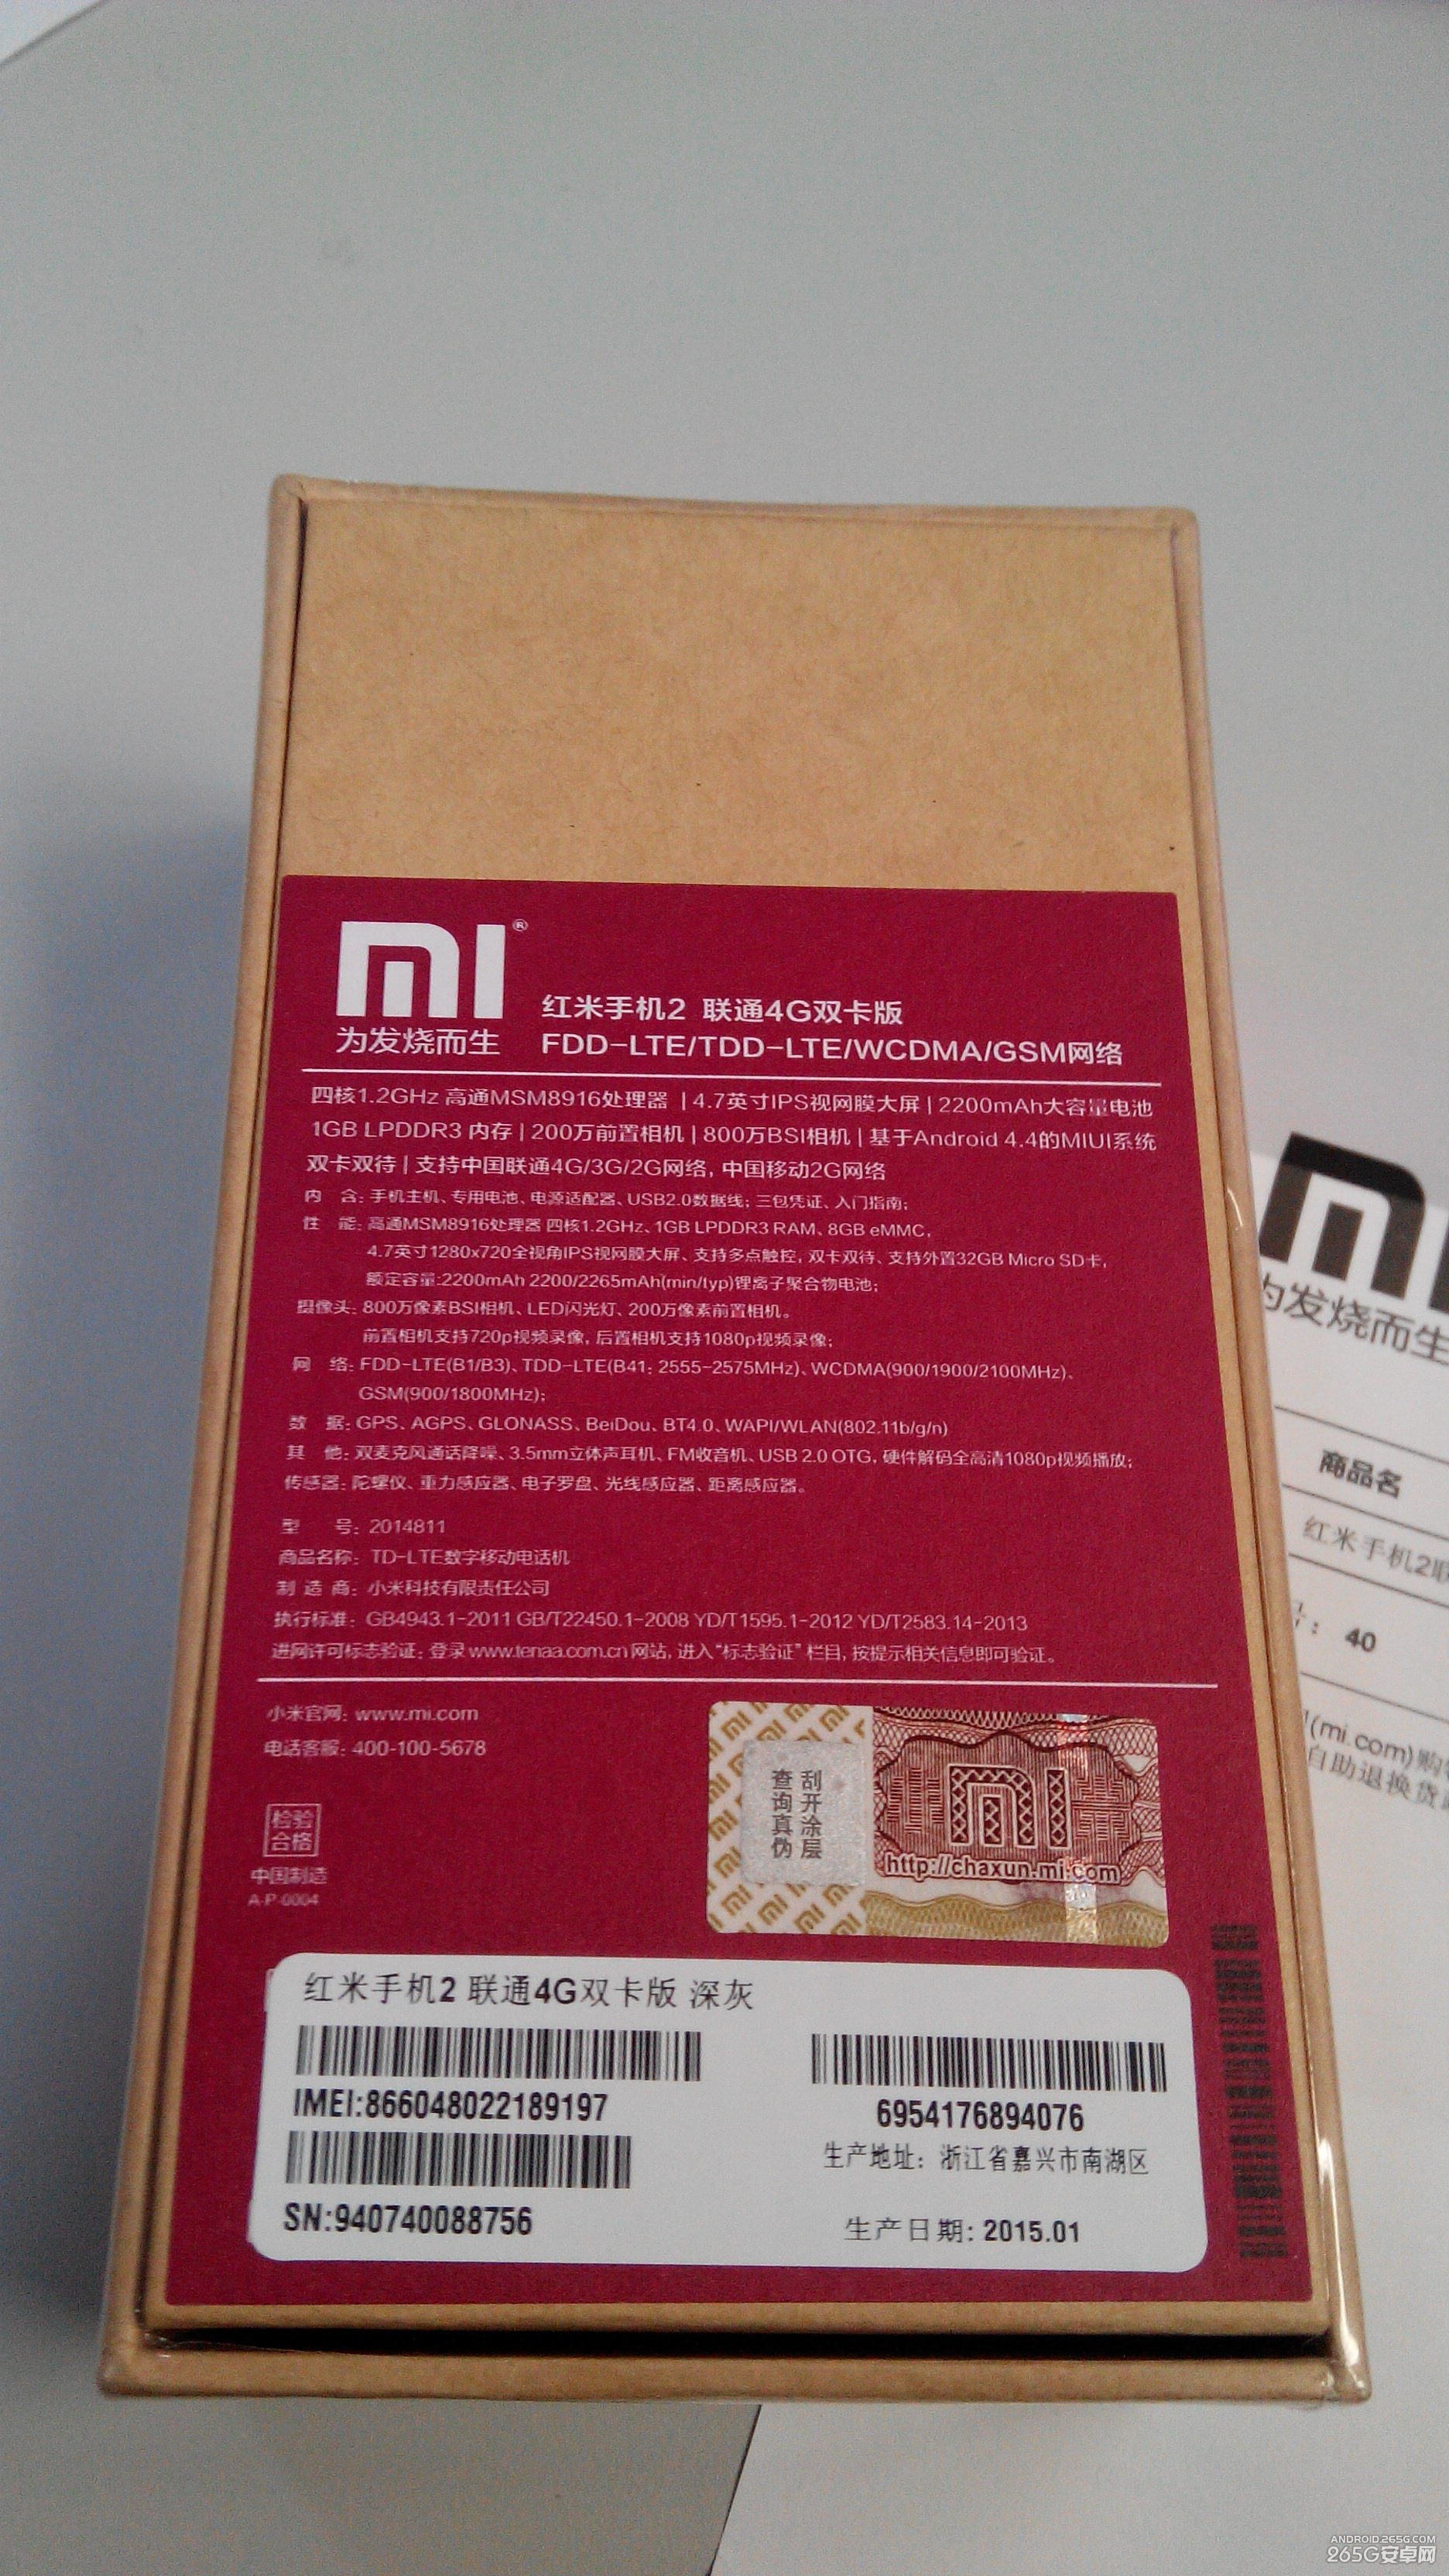 mi®
为发烧而生
红米手机2 联通4G双卡版
FDD-LTE/TDD-LTE/WCDMA/GSM网络
四核1.2GHz 高通MSM8916处理器 | 4.7英寸IPS视网膜大屏 | 2200mAh大容量电池
1GB LPDDR3 内存 | 200万前置相机 | 800万BSI相机 | 基于Android 4.4的MIUI系统
双卡双待 | 支持中国联通4G/3G/2G网络, 中国移动2G网络
内 含: 手机主机、专用电池、电源适配器、USB2.0数据线; 三包凭证、入门指南;
性 能: 高通MSM8916处理器 四核1.2GHz、1GB LPDDR3 RAM、8GB eMMC,
4.7英寸1280x720全视角IPS视网膜大屏、支持多点触控, 双卡双待、支持外置32GB Micro SD卡,
额定容量:2200mAh 2200/2265mAh(min/typ)锂离子聚合物电池;
摄像头: 800万像素BSI相机、LED闪光灯、200万像素前置相机。
前置相机支持720p视频录像, 后置相机支持1080p视频录像;
网 络: FDD-LTE(B1/B3)、TDD-LTE(B41: 2555-2575MHz)、WCDMA(900/1900/2100MHz)、
GSM(900/1800MHz);
数 据: GPS、AGPS、GLONASS、BeiDou、BT4.0、WAPI/WLAN(802.11b/g/n)
其 他: 双麦克风通话降噪、3.5mm立体声耳机、FM收音机、USB 2.0 OTG, 硬件解码全高清1080p视频播放;
传感器: 陀螺仪、重力感应器、电子罗盘、光线感应器、距离感应器。
型 号: 2014811
商品名称: TD-LTE数字移动电话机
制 造 商: 小米科技有限责任公司
执行标准: GB4943.1-2011 GB/T22450.1-2008 YD/T1595.1-2012 YD/T2583.14-2013
进网许可标志验证: 登录 www.tenaa.com.cn 网站, 进入“标志验证”栏目, 按提示相关信息即可验证。
小米官网: www.mi.com
电话客服: 400-100-5678
检验
合格
中国制造
A-P-0004
刮开涂层
查询真伪
mi
http://chaxun.mi.com
红米手机2 联通4G双卡版 深灰
IMEI:866048022189197
SN:940740088756
6954176894076
生产地址: 浙江省嘉兴市南湖区
生产日期: 2015.01
为发烧而生
商品名
红米手机2联
: 40
(mi.com)购
自助退换货
ANDROID.265G.COM
265G安卓网